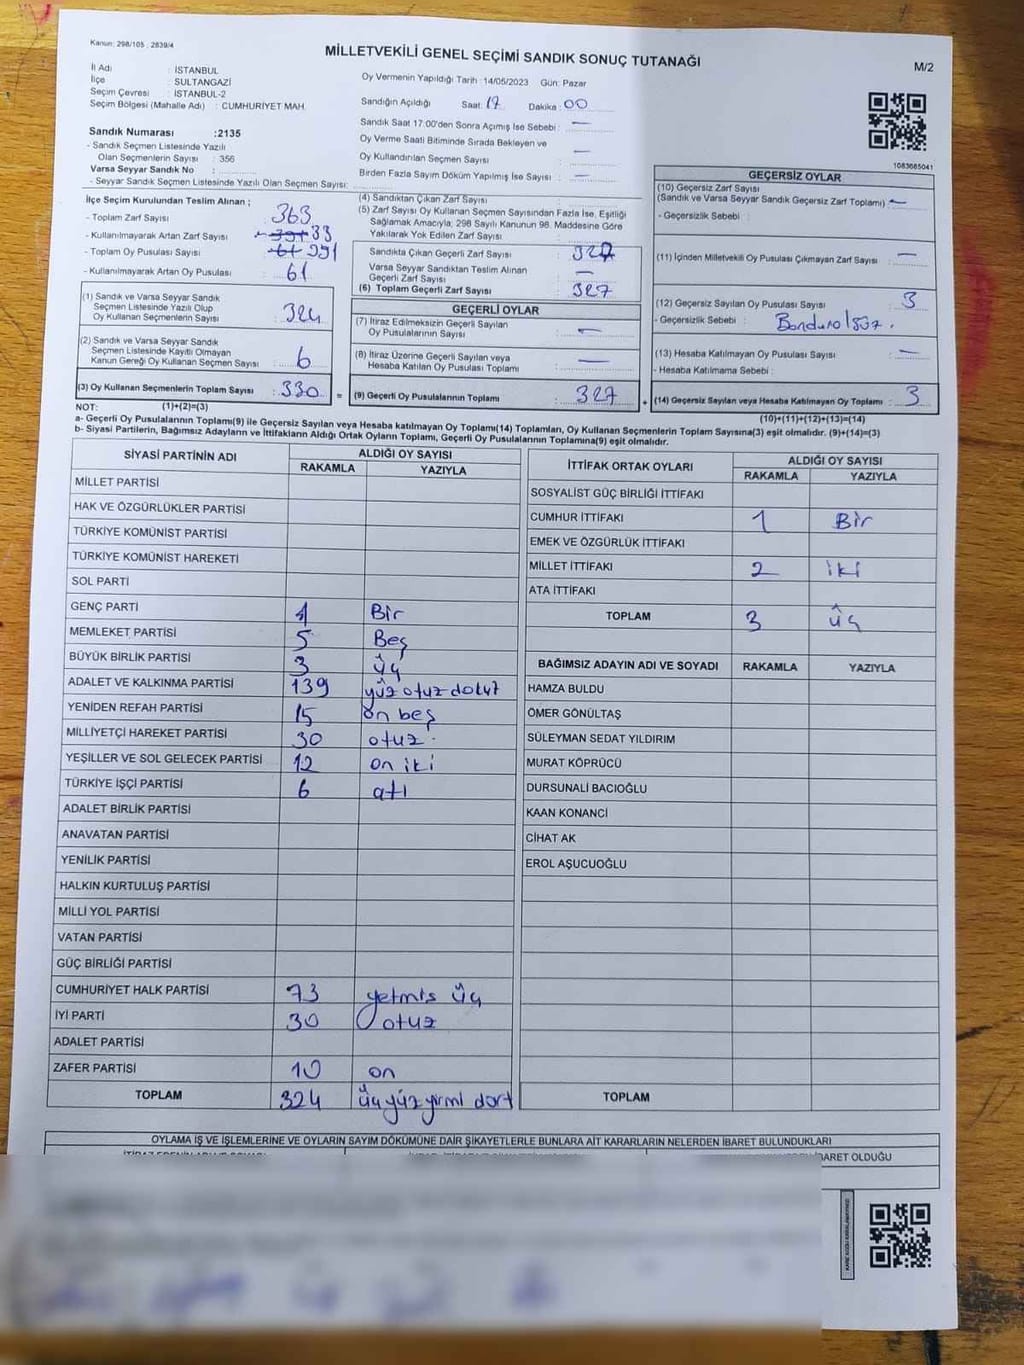 Kanun: 298/105 , 2839/4
MİLLETVEKİLİ GENEL SEÇİMİ SANDIK SONUÇ TUTANAĞI
M/2
İl Adı : İSTANBUL
İlçe : SULTANGAZİ
Seçim Çevresi : İSTANBUL-2
Seçim Bölgesi (Mahalle Adı) : CUMHURİYET MAH.
Sandık Numarası :2135
- Sandık Seçmen Listesinde Yazılı
Olan Seçmenlerin Sayısı : 356
Varsa Seyyar Sandık No :
- Seyyar Sandık Seçmen Listesinde Yazılı Olan Seçmen Sayısı:
Oy Vermenin Yapıldığı Tarih : 14/05/2023 Gün: Pazar
Sandığın Açıldığı Saat: 17 Dakika: 00
Sandık Saat 17:00'den Sonra Açımış İse Sebebi : —
Oy Verme Saati Bitiminde Sırada Bekleyen ve
Oy Kullandırılan Seçmen Sayısı : —
Birden Fazla Sayım Döküm Yapılmış İse Sayısı : —
1083685041
İlçe Seçim Kurulundan Teslim Alınan ;
- Toplam Zarf Sayısı : 363
- Kullanılmayarak Artan Zarf Sayısı : 33
- Toplam Oy Pusulası Sayısı : 391
- Kullanılmayarak Artan Oy Pusulası : 61
(1) Sandık ve Varsa Seyyar Sandık
Seçmen Listesinde Yazılı Olup
Oy Kullanan Seçmenlerin Sayısı : 324
(2) Sandık ve Varsa Seyyar Sandık
Seçmen Listesinde Kayıtlı Olmayan
Kanun Gereği Oy Kullanan Seçmen Sayısı : 6
(3) Oy Kullanan Seçmenlerin Toplam Sayısı : 330
(1)+(2)=(3)
(4) Sandıktan Çıkan Zarf Sayısı :
(5) Zarf Sayısı Oy Kullanan Seçmen Sayısından Fazla İse, Eşitliği
Sağlamak Amacıyla, 298 Sayılı Kanunun 98. Maddesine Göre
Yakılarak Yok Edilen Zarf Sayısı :
Sandıkta Çıkan Geçerli Zarf Sayısı : 327
Varsa Seyyar Sandıktan Teslim Alınan
Geçerli Zarf Sayısı : —
(6) Toplam Geçerli Zarf Sayısı : 327
GEÇERLİ OYLAR
(7) İtiraz Edilmeksizin Geçerli Sayılan
Oy Pusulalarının Sayısı : —
(8) İtiraz Üzerine Geçerli Sayılan veya
Hesaba Katılan Oy Pusulası Toplamı : —
= (9) Geçerli Oy Pusulalarının Toplamı : 327
GEÇERSİZ OYLAR
(10) Geçersiz Zarf Sayısı
(Sandık ve Varsa Seyyar Sandık Geçersiz Zarf Toplamı) : —
- Geçersizlik Sebebi :
(11) İçinden Milletvekili Oy Pusulası Çıkmayan Zarf Sayısı : —
(12) Geçersiz Sayılan Oy Pusulası Sayısı : 3
- Geçersizlik Sebebi :
(13) Hesaba Katılmayan Oy Pusulası Sayısı : —
- Hesaba Katılmama Sebebi :
+ (14) Geçersiz Sayılan veya Hesaba Katılmayan Oy Toplamı : 3
(10)+(11)+(12)+(13)=(14)
NOT:
a- Geçerli Oy Pusulaları Toplamı(9) ile Geçersiz Sayılan veya Hesaba katılmayan Oy Toplamı(14) Toplamları, Oy Kullanan Seçmenlerin Toplam Sayısına(3) eşit olmalıdır. (9)+(14)=(3)
b- Siyasi Partilerin, Bağımsız Adayların ve İttifakların Aldığı Ortak Oyların Toplamı, Geçerli Oy Pusulalarının Toplamına(9) eşit olmalıdır.
SİYASİ PARTİNİN ADI ALDIĞI OY SAYISI
RAKAMLA YAZIYLA
MİLLET PARTİSİ
HAK VE ÖZGÜRLÜKLER PARTİSİ
TÜRKİYE KOMÜNİST PARTİSİ
TÜRKİYE KOMÜNİST HAREKETİ
SOL PARTİ
GENÇ PARTİ 1 Bir
MEMLEKET PARTİSİ 5 Beş
BÜYÜK BİRLİK PARTİSİ 3 üç
ADALET VE KALKINMA PARTİSİ 139 yüz otuz dokuz
YENİDEN REFAH PARTİSİ 15 on beş
MİLLİYETÇİ HAREKET PARTİSİ 30 otuz
YEŞİLLER VE SOL GELECEK PARTİSİ 12 on iki
TÜRKİYE İŞÇİ PARTİSİ 6 altı
ADALET BİRLİK PARTİSİ
ANAVATAN PARTİSİ
YENİLİK PARTİSİ
HALKIN KURTULUŞ PARTİSİ
MİLLİ YOL PARTİSİ
VATAN PARTİSİ
GÜÇ BİRLİĞİ PARTİSİ
CUMHURİYET HALK PARTİSİ 73 yetmis üç
İYİ PARTİ 30 otuz
ADALET PARTİSİ
ZAFER PARTİSİ 10 on
TOPLAM 324 üçyüzyirmi dört
İTTİFAK ORTAK OYLARI ALDIĞI OY SAYISI
RAKAMLA YAZIYLA
SOSYALİST GÜÇ BİRLİĞİ İTTİFAKI
CUMHUR İTTİFAKI 1 Bir
EMEK VE ÖZGÜRLÜK İTTİFAKI
MİLLET İTTİFAKI 2 iki
ATA İTTİFAKI
TOPLAM 3 üç
BAĞIMSIZ ADAYIN ADI VE SOYADI RAKAMLA YAZIYLA
HAMZA BULDU
ÖMER GÖNÜLTAŞ
SÜLEYMAN SEDAT YILDIRIM
MURAT KÖPRÜCÜ
DURSUNALİ BACIOĞLU
KAAN KONANCİ
CİHAT AK
EROL AŞUCUOĞLU
TOPLAM
OYLAMA İŞ VE İŞLEMLERİNE VE OYLARIN SAYIM DÖKÜMÜNE DAİR ŞİKAYETLERLE BUNLARA AİT KARARLARIN NELERDEN İBARET BULUNDUKLARI
İBARET OLDUĞU